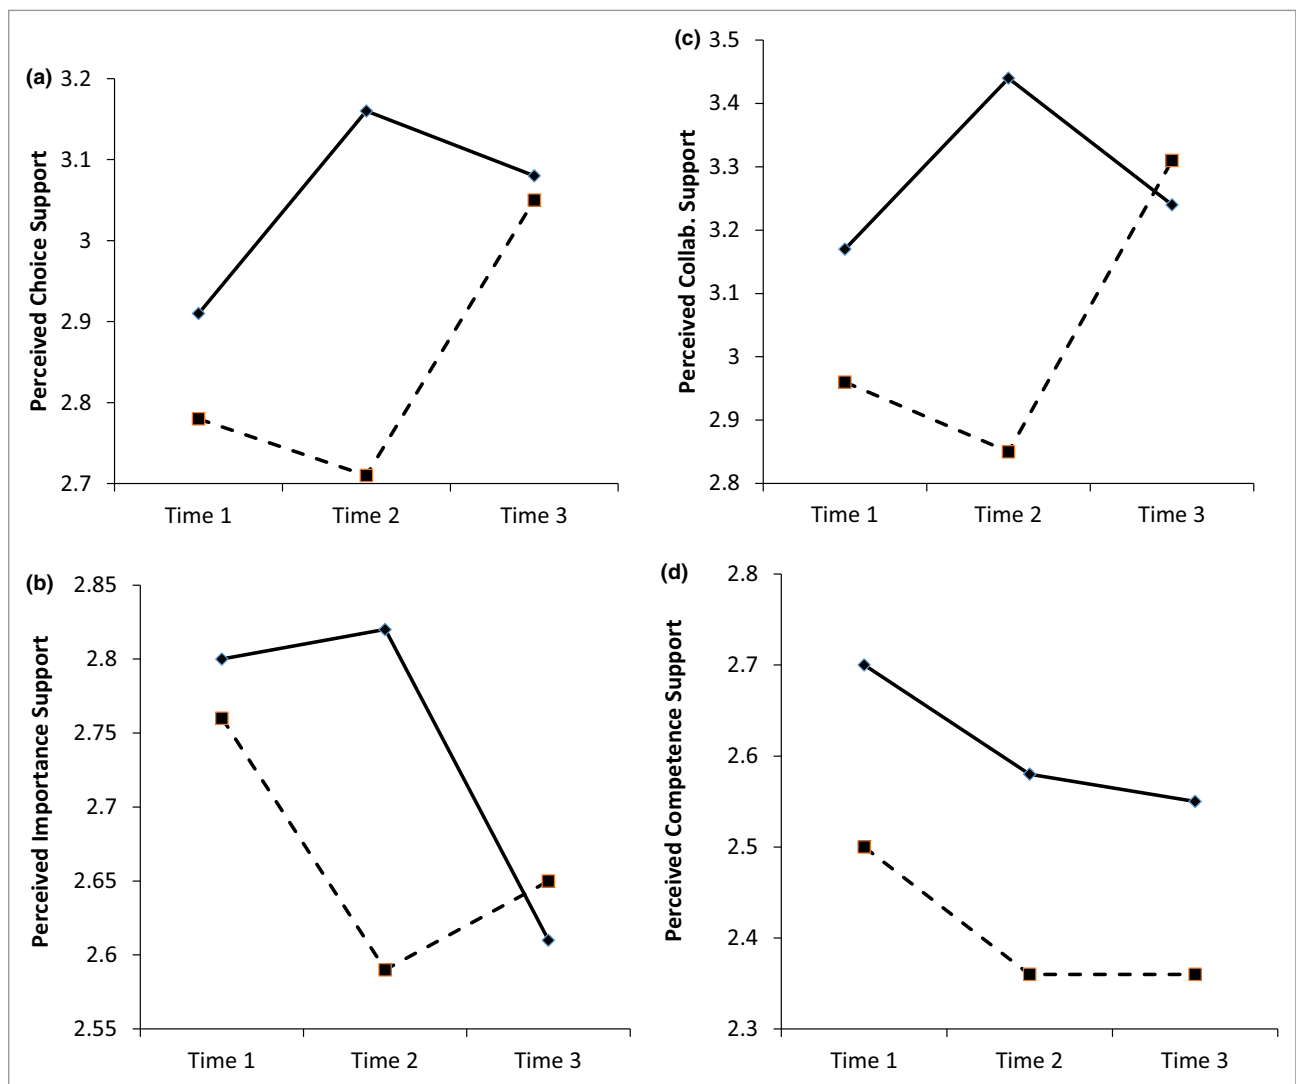 (a)
3.2
3.1
3
2.9
2.8
2.7
Perceived Choice Support
Time 1 Time 2 Time 3
(c)
3.5
3.4
3.3
3.2
3.1
3
2.9
2.8
Perceived Collab. Support
Time 1 Time 2 Time 3
(b)
2.85
2.8
2.75
2.7
2.65
2.6
2.55
Perceived Importance Support
Time 1 Time 2 Time 3
(d)
2.8
2.7
2.6
2.5
2.4
2.3
Perceived Competence Support
Time 1 Time 2 Time 3